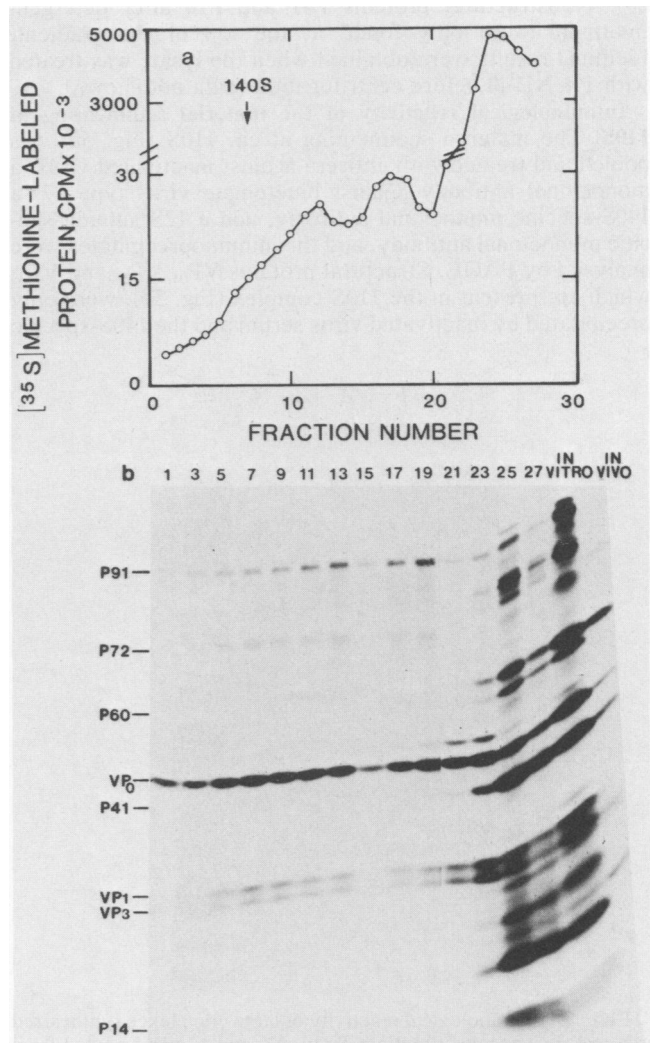 5000
a
140S
3000
30
15
0
[35S]METHIONINE-LABELED
PROTEIN,CPM×10-3
0 10 20 30
FRACTION NUMBER
b 1 3 5 7 9 11 13 15 17 19 21 23 25 27 IN VITRO IN VIVO
P91
P72
P60
VP0
P41
VP1
VP3
P14